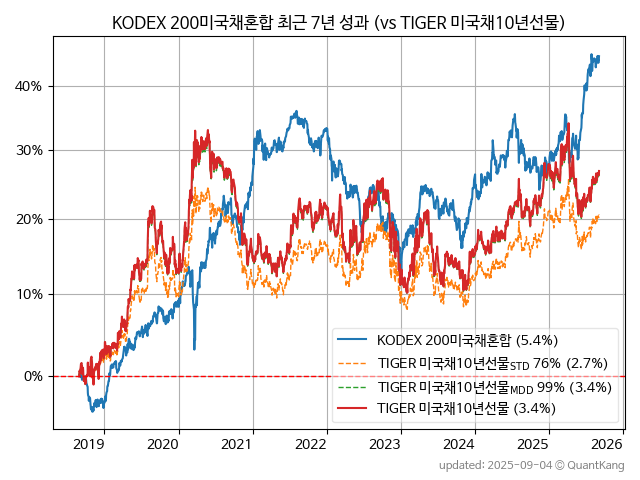 KODEX 200미국채혼합 최근 7년 성과 (vs TIGER 미국채10년선물)
40%
30%
20%
10%
0%
KODEX 200미국채혼합 (5.4%)
TIGER 미국채10년선물STD 76% (2.7%)
TIGER 미국채10년선물MDD 99% (3.4%)
TIGER 미국채10년선물 (3.4%)
2019 2020 2021 2022 2023 2024 2025 2026
updated: 2025-09-04 © QuantKang